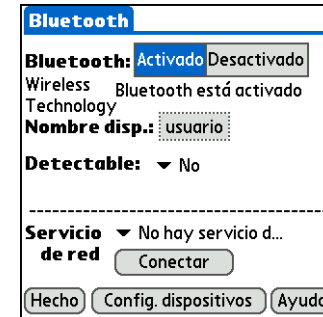 Bluetooth
Bluetooth: Activado Desactivado
Wireless Technology
Bluetooth está activado
Nombre disp.: usuario
Detectable: No
Servicio de red
No hay servicio d...
Conectar
Hecho Config. dispositivos